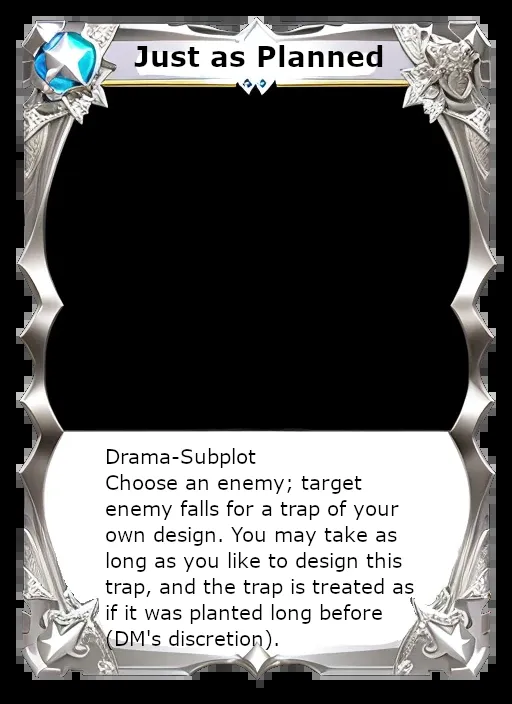 Just as Planned
Drama-Subplot
Choose an enemy; target
enemy falls for a trap of your
own design. You may take as
long as you like to design this
trap, and the trap is treated as
if it was planted long before
(DM's discretion).